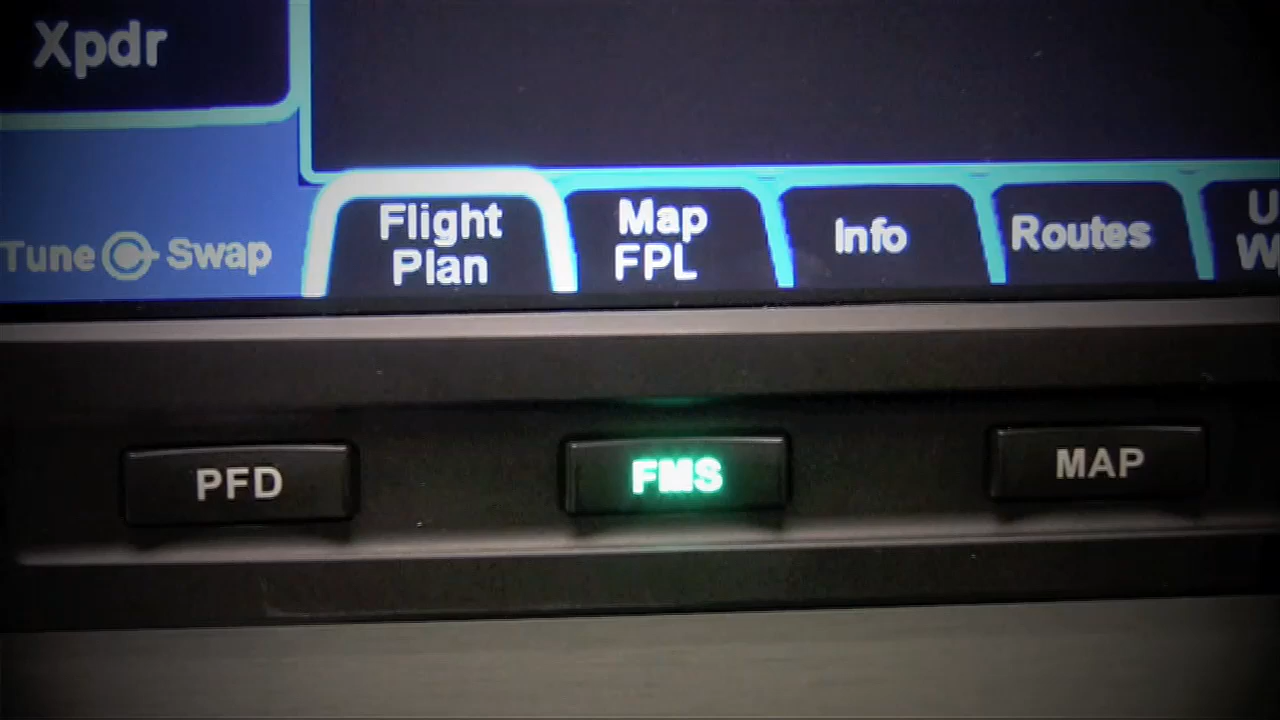 Xpdr
Tune Swap
Flight
Plan
Map
FPL
Info
Routes
PFD
FMS
MAP